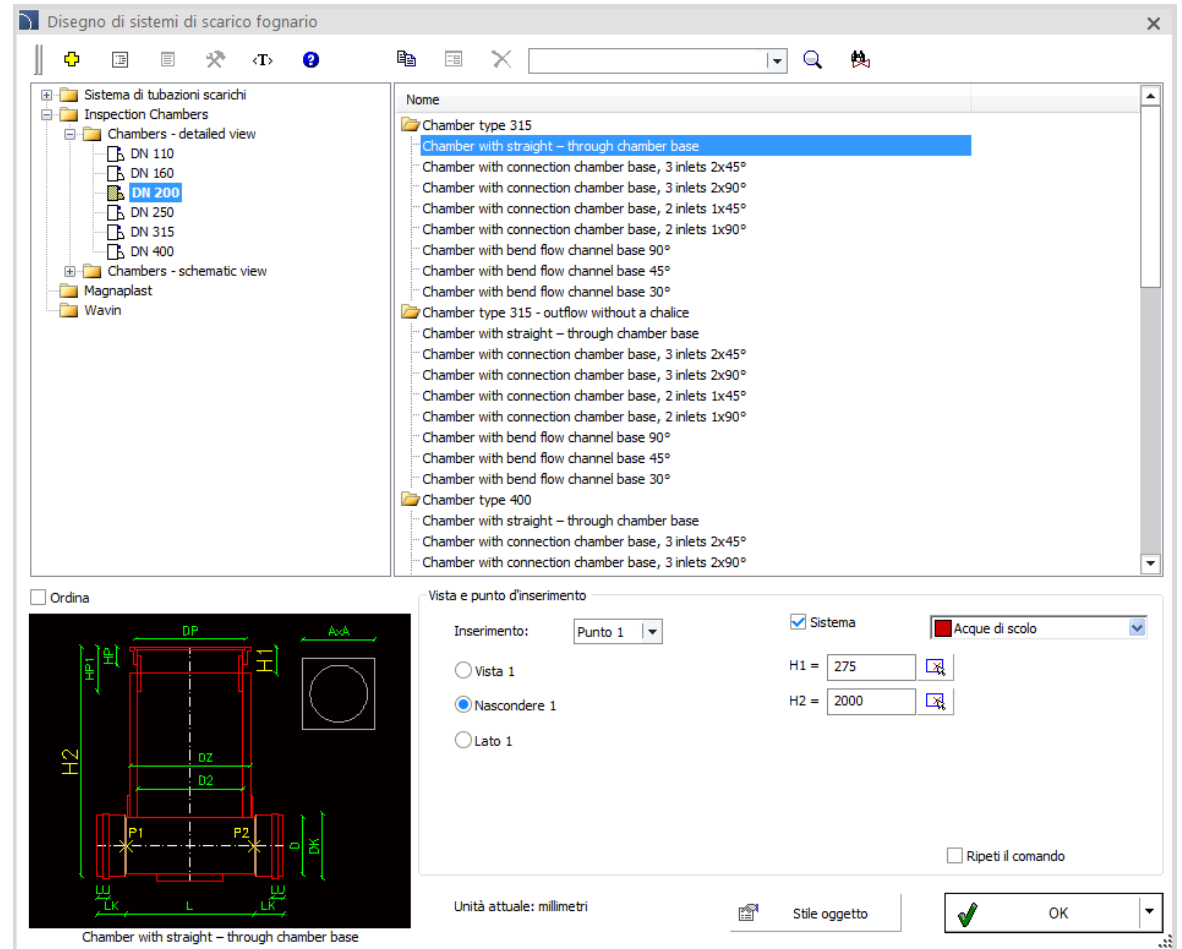 Disegno di sistemi di scarico fognario
‹T›
?
Sistema di tubazioni scarichi
Inspection Chambers
Chambers - detailed view
DN 110
DN 160
DN 200
DN 250
DN 315
DN 400
Chambers - schematic view
Magnaplast
Wavin
Nome
Chamber type 315
Chamber with straight – through chamber base
Chamber with connection chamber base, 3 inlets 2x45°
Chamber with connection chamber base, 3 inlets 2x90°
Chamber with connection chamber base, 2 inlets 1x45°
Chamber with connection chamber base, 2 inlets 1x90°
Chamber with bend flow channel base 90°
Chamber with bend flow channel base 45°
Chamber with bend flow channel base 30°
Chamber type 315 - outflow without a chalice
Chamber with straight – through chamber base
Chamber with connection chamber base, 3 inlets 2x45°
Chamber with connection chamber base, 3 inlets 2x90°
Chamber with connection chamber base, 2 inlets 1x45°
Chamber with connection chamber base, 2 inlets 1x90°
Chamber with bend flow channel base 90°
Chamber with bend flow channel base 45°
Chamber with bend flow channel base 30°
Chamber type 400
Chamber with straight – through chamber base
Chamber with connection chamber base, 3 inlets 2x45°
Chamber with connection chamber base, 3 inlets 2x90°
Ordina
DP
AxA
HP
HP1
H1
H2
DZ
D2
P1
P2
D
DK
LK
L
LK
Chamber with straight – through chamber base
Vista e punto d'inserimento
Inserimento:
Punto 1
Vista 1
Nascondere 1
Lato 1
Sistema
Acque di scolo
H1 =
275
H2 =
2000
Ripeti il comando
Unità attuale: milimetri
Stile oggetto
OK